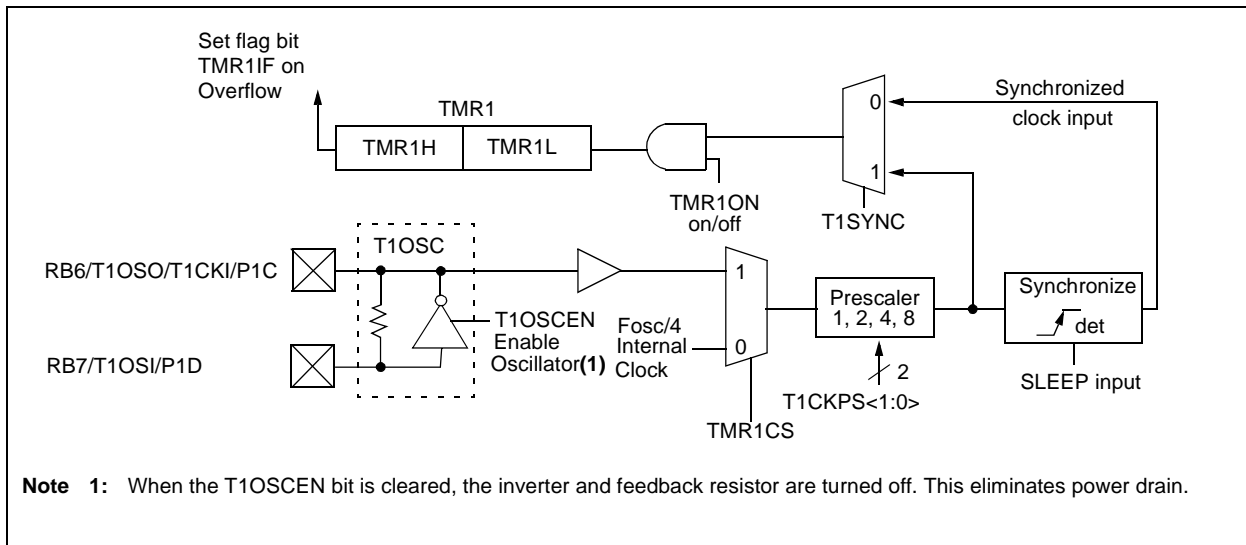 Set flag bit
TMR1IF on
Overflow
TMR1
TMR1H
TMR1L
TMR1ON
on/off
0
1
T1SYNC
Synchronized
clock input
RB6/T1OSO/T1CKI/P1C
RB7/T1OSI/P1D
T1OSC
T1OSCEN
Enable
Oscillator(1)
Fosc/4
Internal
Clock
1
0
TMR1CS
Prescaler
1, 2, 4, 8
2
T1CKPS<1:0>
Synchronize
det
SLEEP input
Note 1: When the T1OSCEN bit is cleared, the inverter and feedback resistor are turned off. This eliminates power drain.